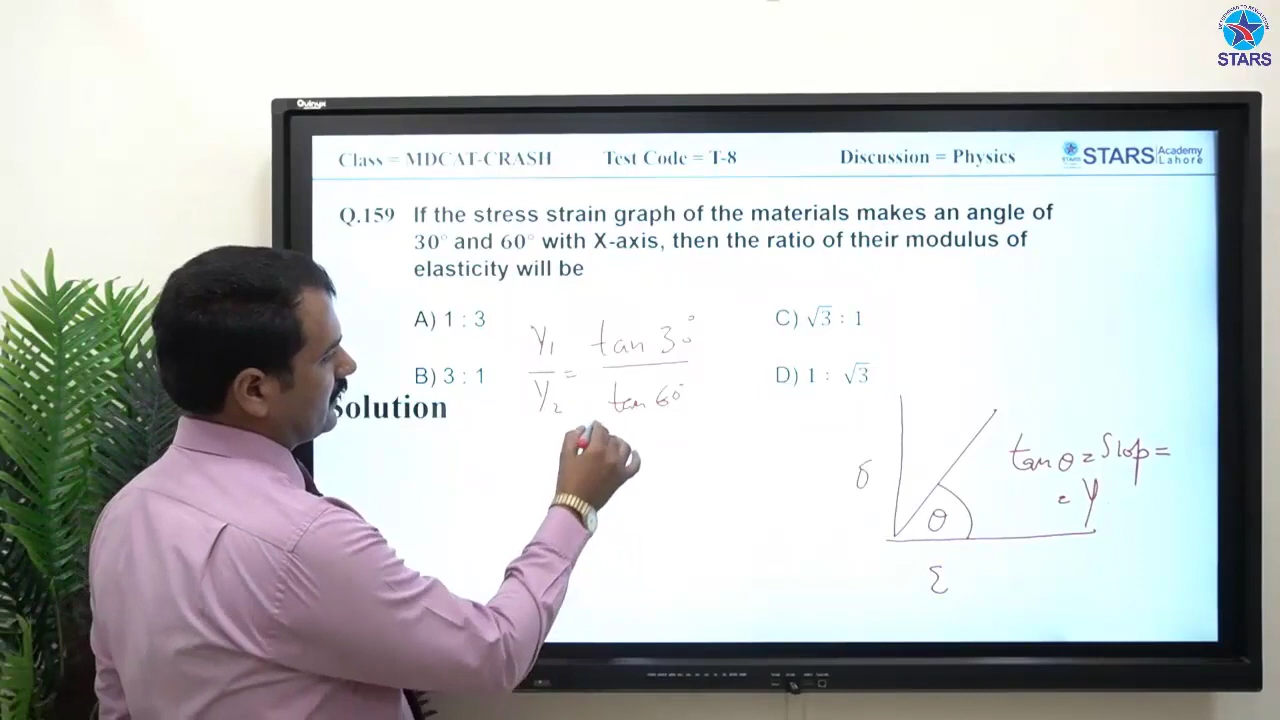 STARS
Qulnyx
Class = MDCAT-CRASH Test Code = T-8 Discussion = Physics STARS Academy Lahore
Q.159 If the stress strain graph of the materials makes an angle of
30° and 60° with X-axis, then the ratio of their modulus of
elasticity will be
A) 1 : 3
C) √3 : 1
B) 3 : 1
D) 1 : √3
Y₁/Y₂ = tan 30°/tan 60°
olution
tan θ = Slop =
= Y
σ
θ
Σ